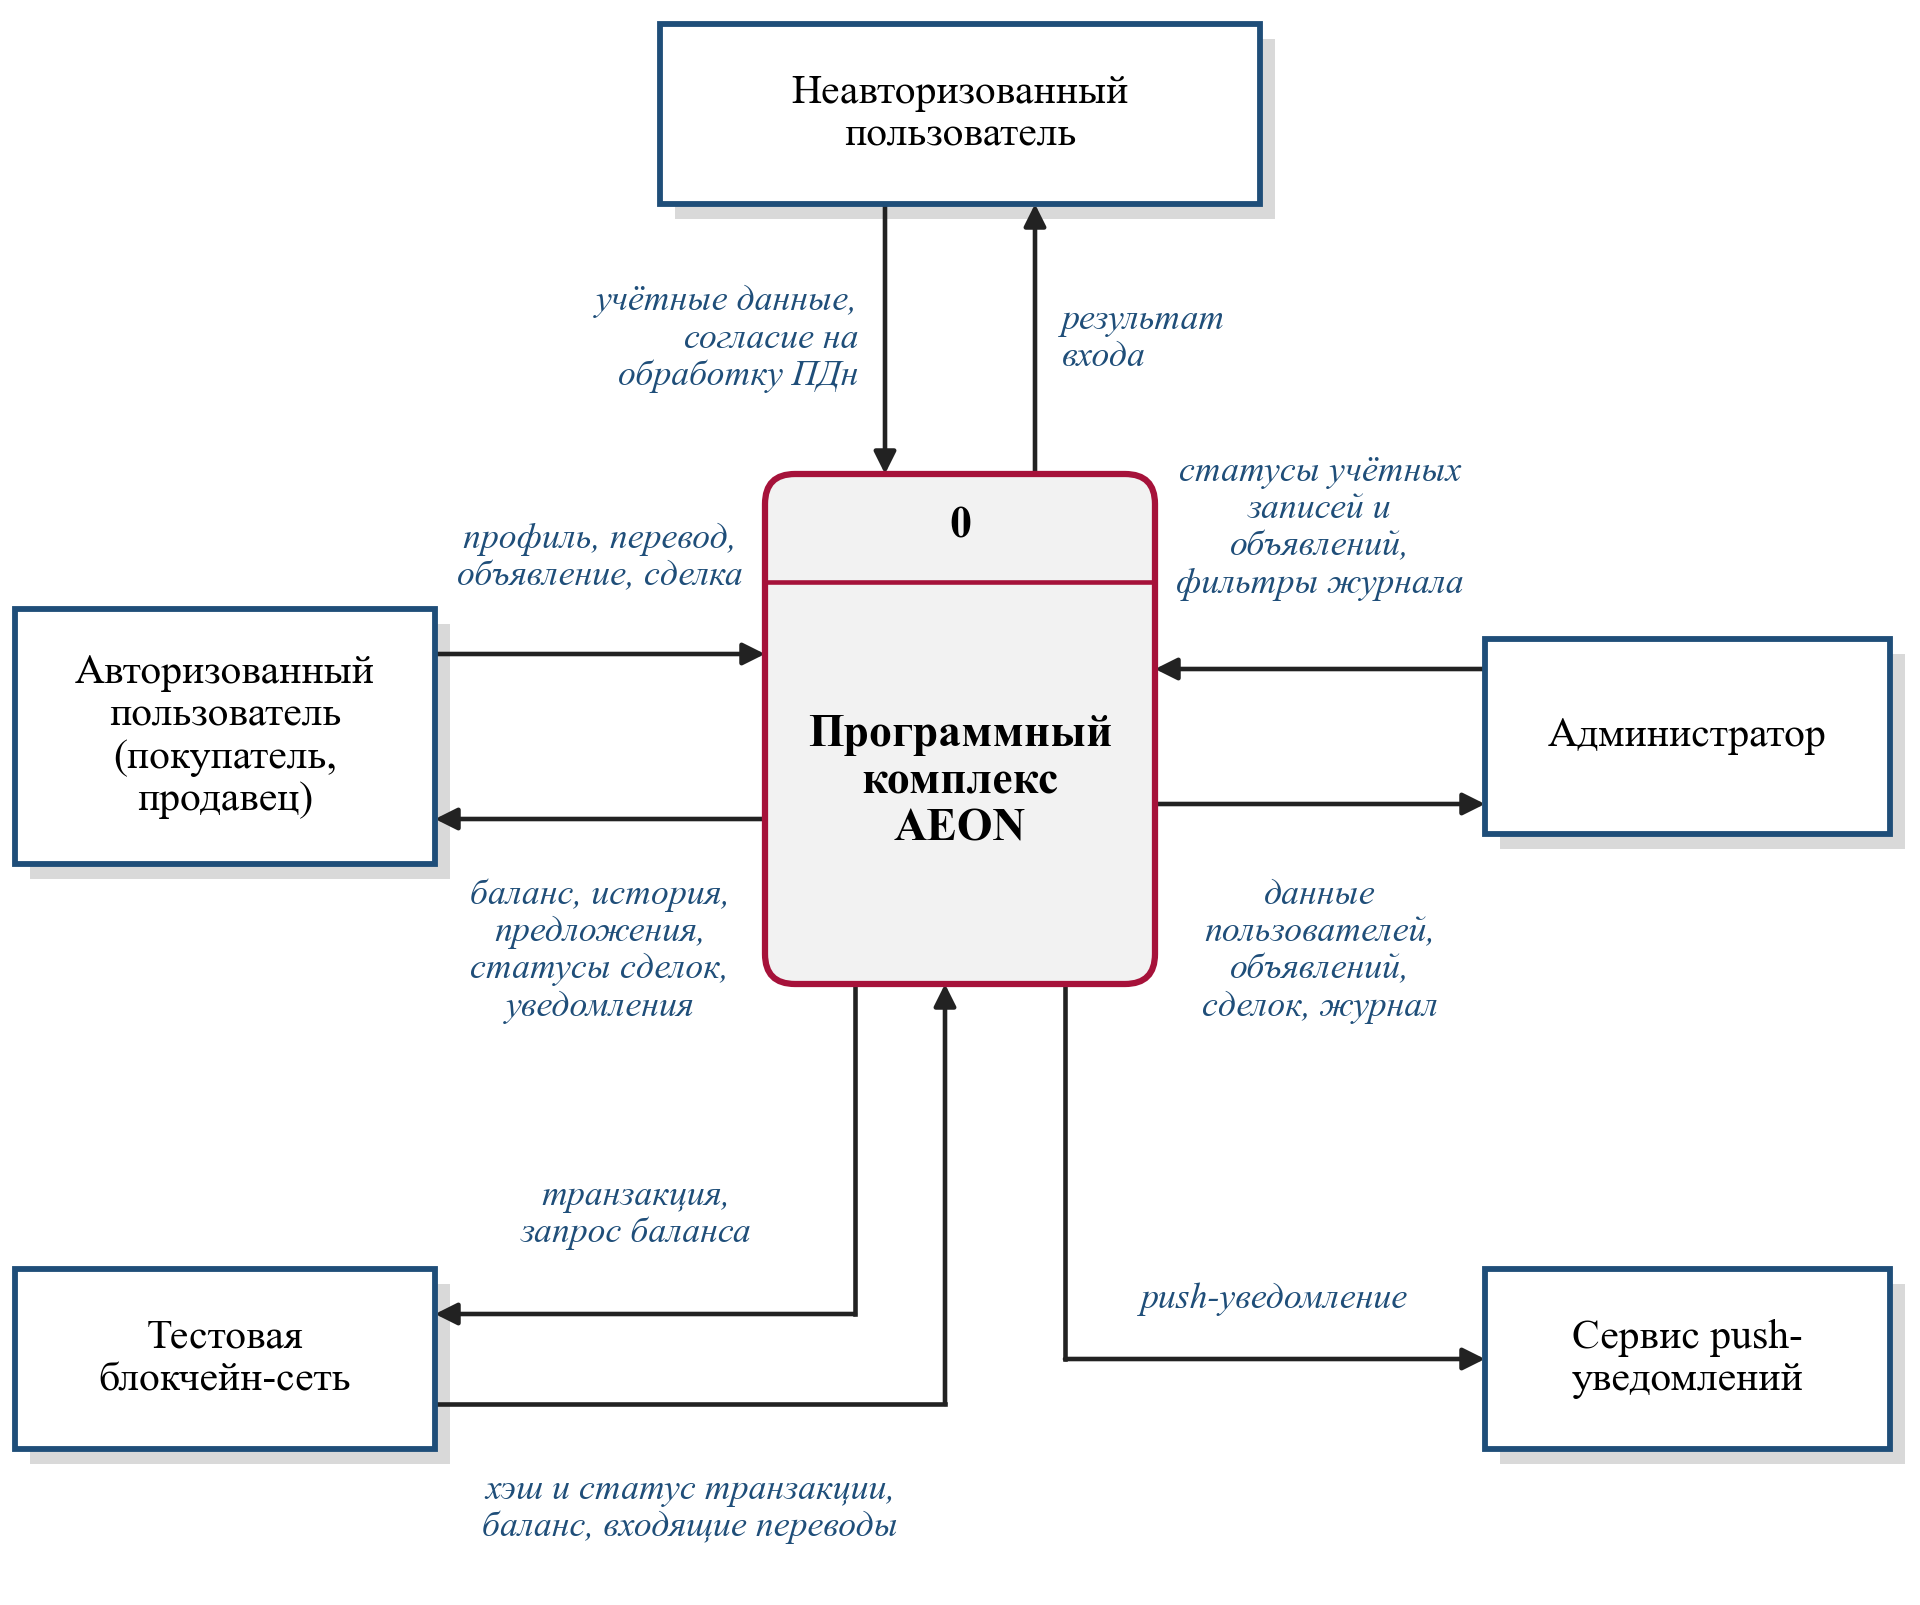 Неавторизованный
пользователь
учётные данные,
согласие на
обработку ПДн
результат
входа
0
Программный
комплекс
AEON
профиль, перевод,
объявление, сделка
статусы учётных
записей и
объявлений,
фильтры журнала
Авторизованный
пользователь
(покупатель,
продавец)
Администратор
баланс, история,
предложения,
статусы сделок,
уведомления
данные
пользователей,
объявлений,
сделок, журнал
транзакция,
запрос баланса
push-уведомление
Тестовая
блокчейн-сеть
Сервис push-
уведомлений
хэш и статус транзакции,
баланс, входящие переводы